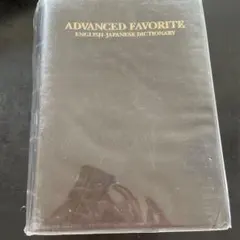 ADVANCED FAVORITE
ENGLISH-JAPANESE DICTIONARY